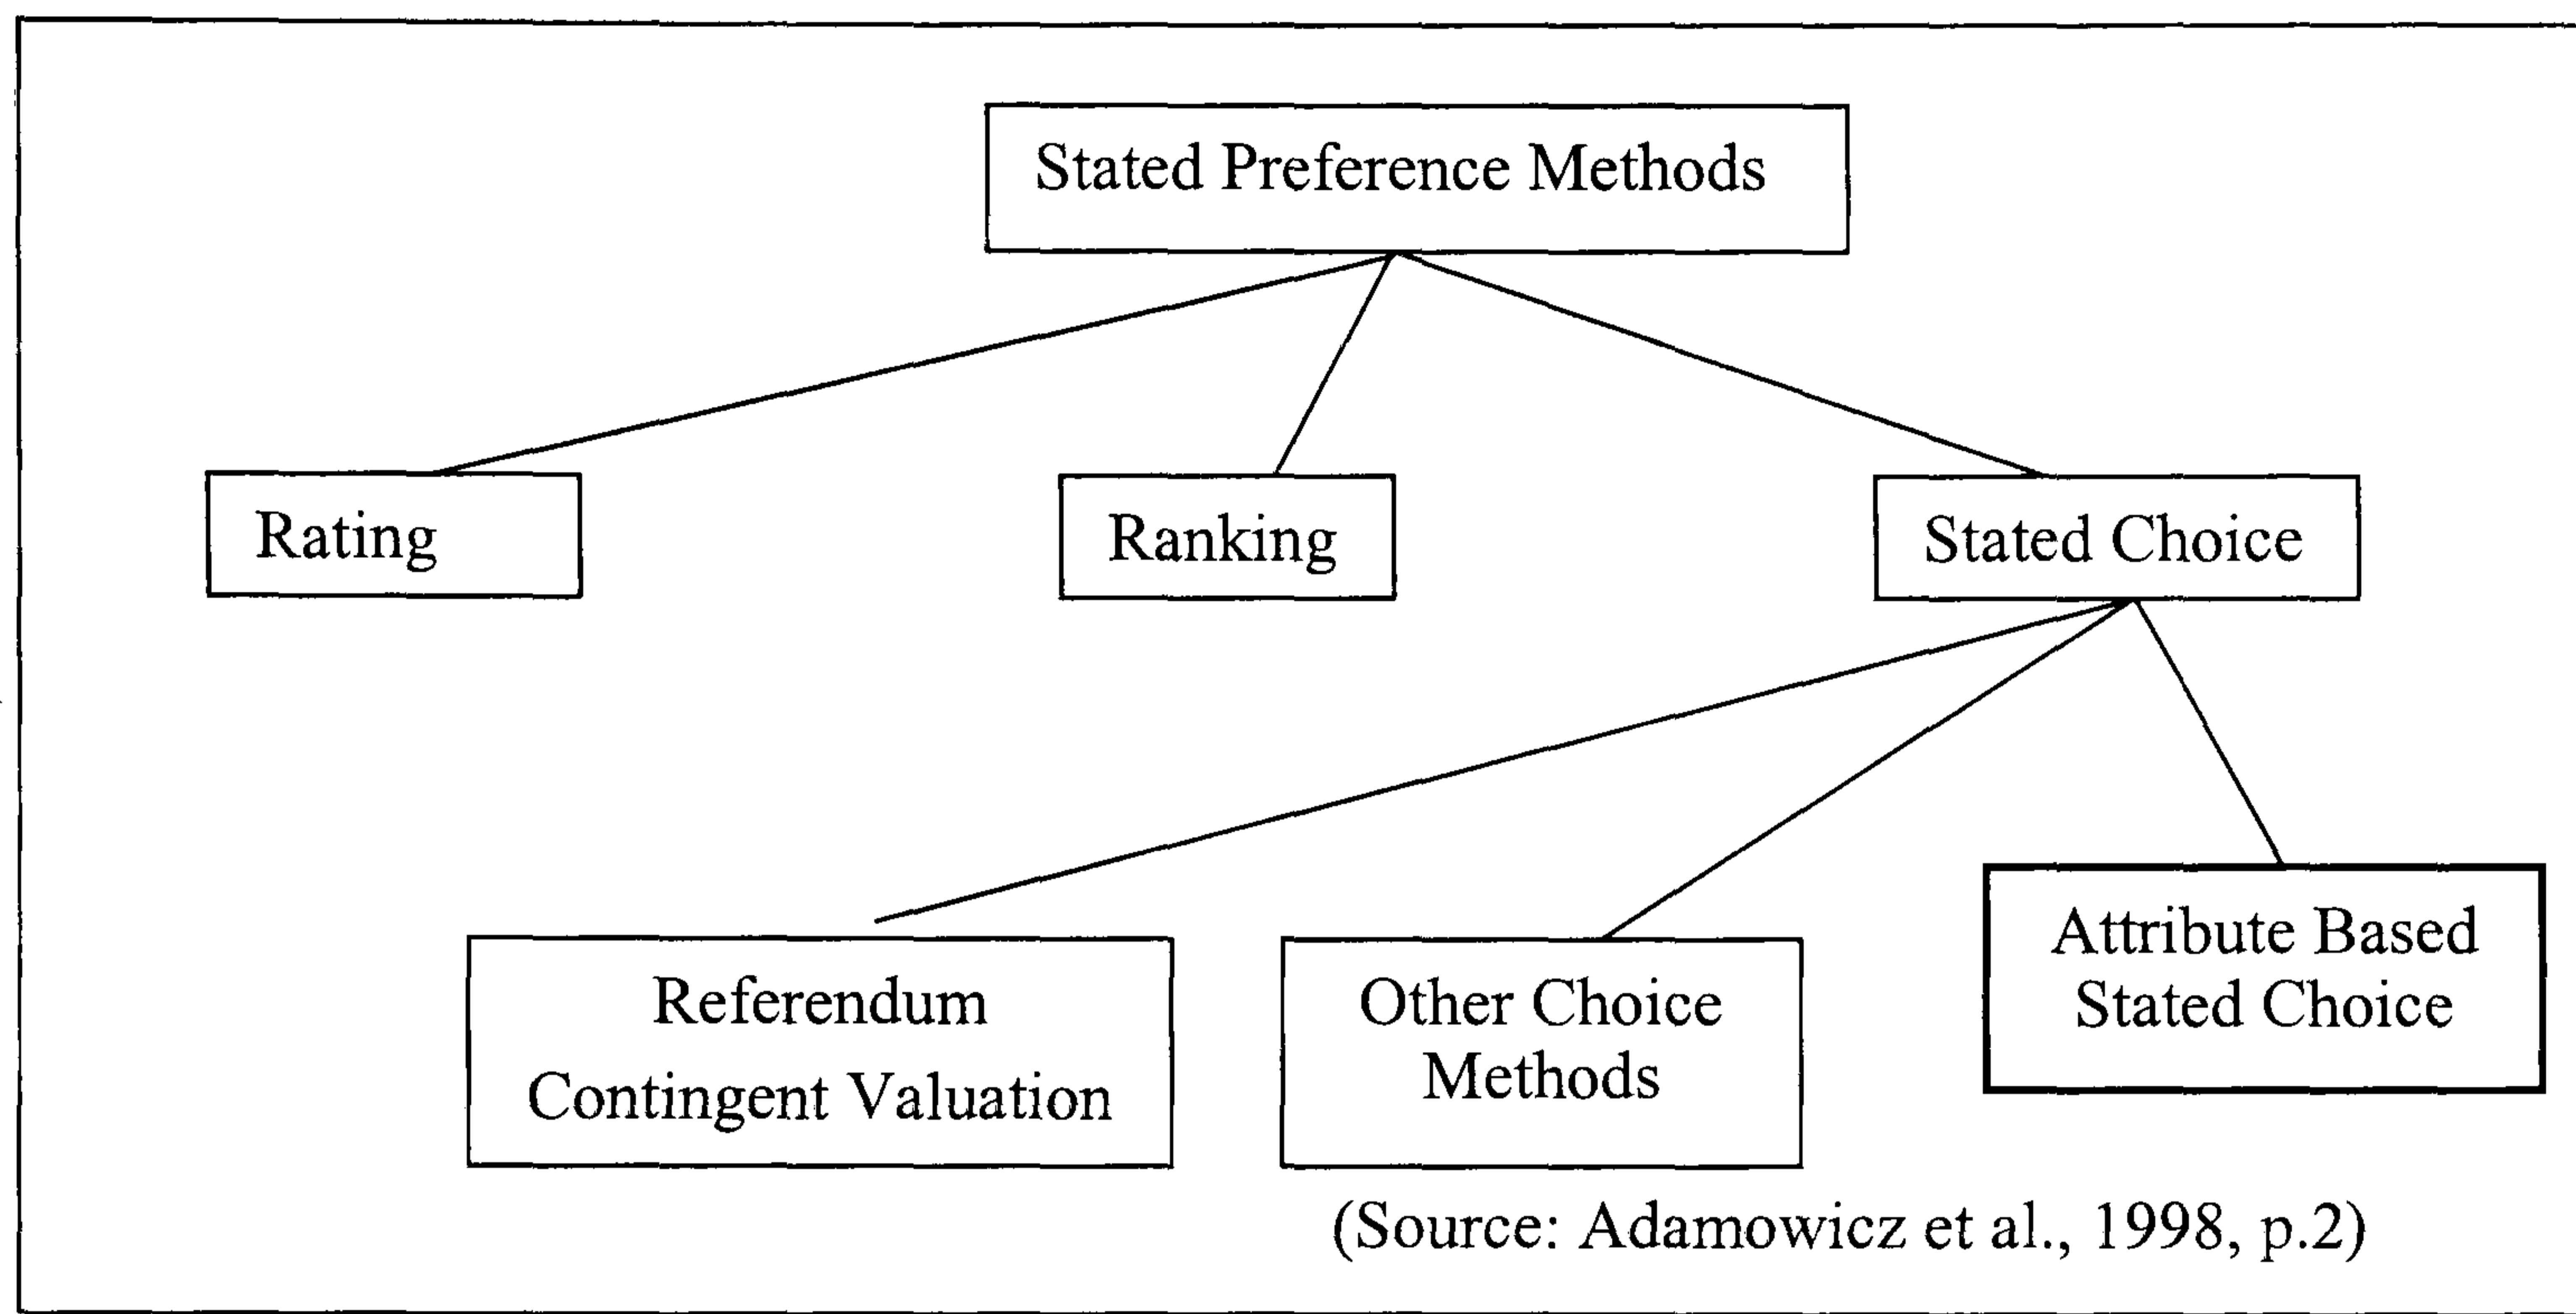 Stated Preference Methods
Rating
Ranking
Stated Choice
Referendum
Contingent Valuation
Other Choice
Methods
Attribute Based
Stated Choice
(Source: Adamowicz et al., 1998, p.2)